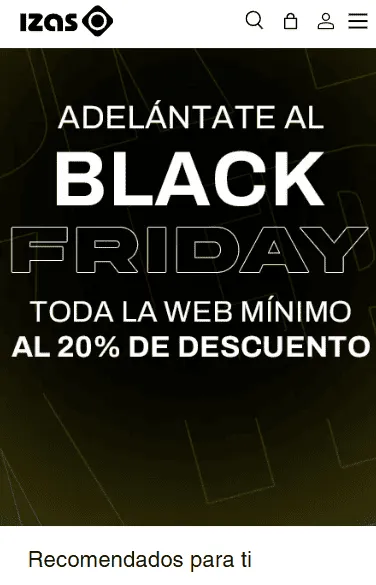 IZAS
ADELÁNTATE AL
BLACK
FRIDAY
TODA LA WEB MÍNIMO
AL 20% DE DESCUENTO
Recomendados para ti